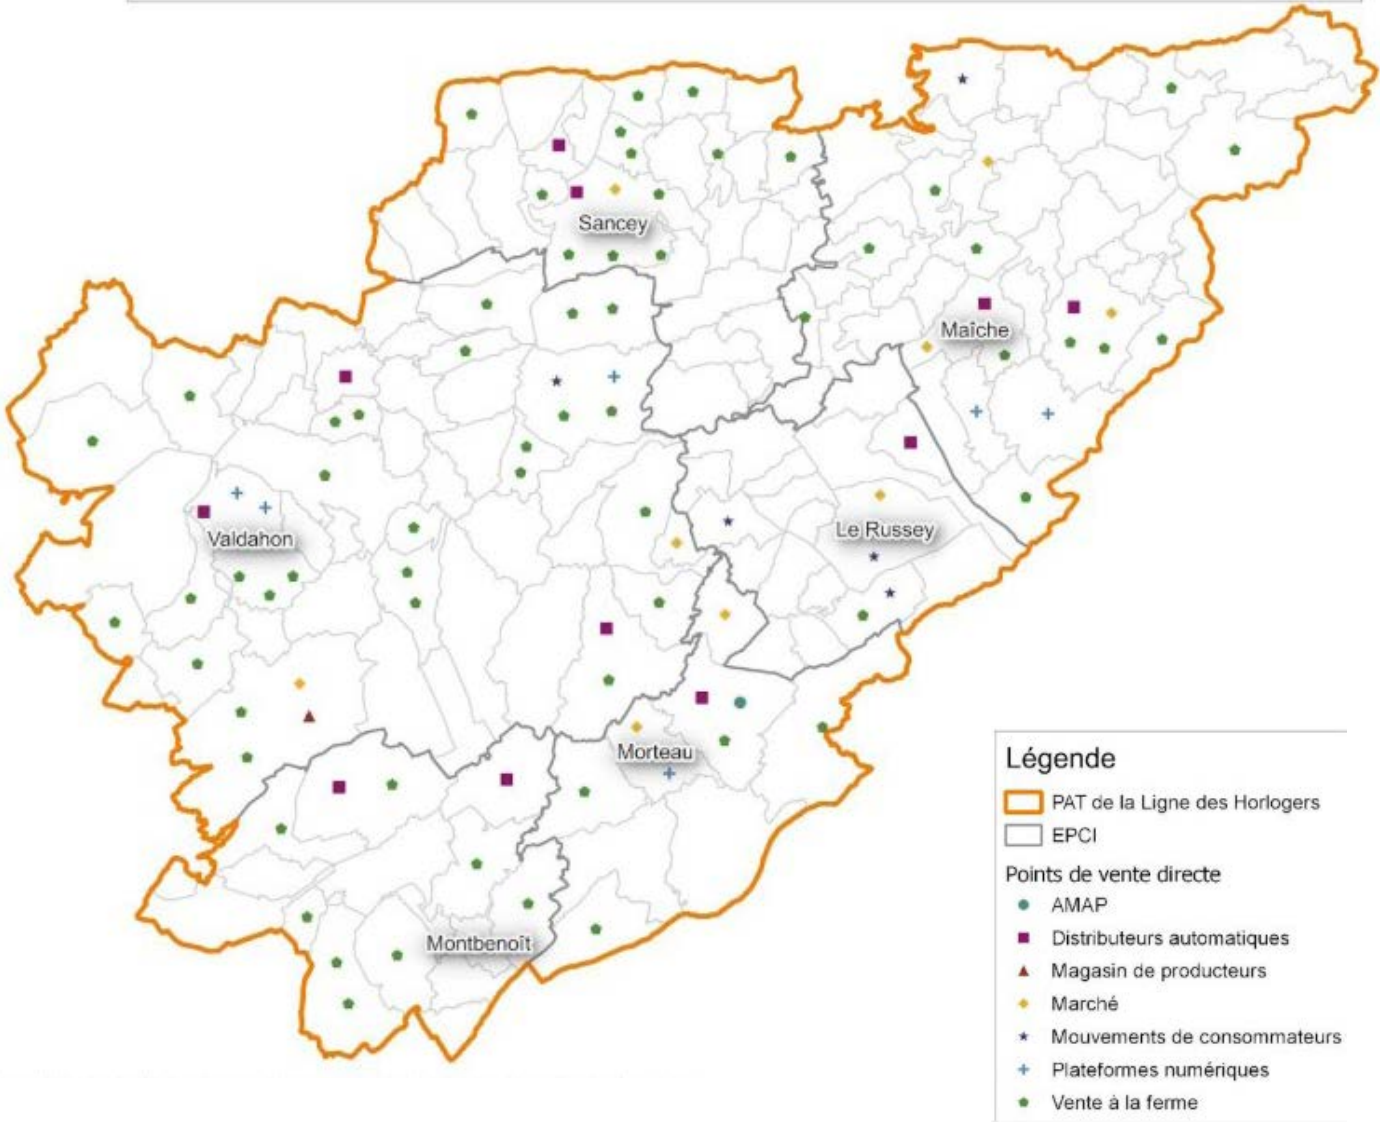 Sancey
Maîche
Le Russey
Valdahon
Morteau
Montbenoît
Légende
PAT de la Ligne des Horlogers
EPCI
Points de vente directe
AMAP
Distributeurs automatiques
Magasin de producteurs
Marché
Mouvements de consommateurs
Plateformes numériques
Vente à la ferme